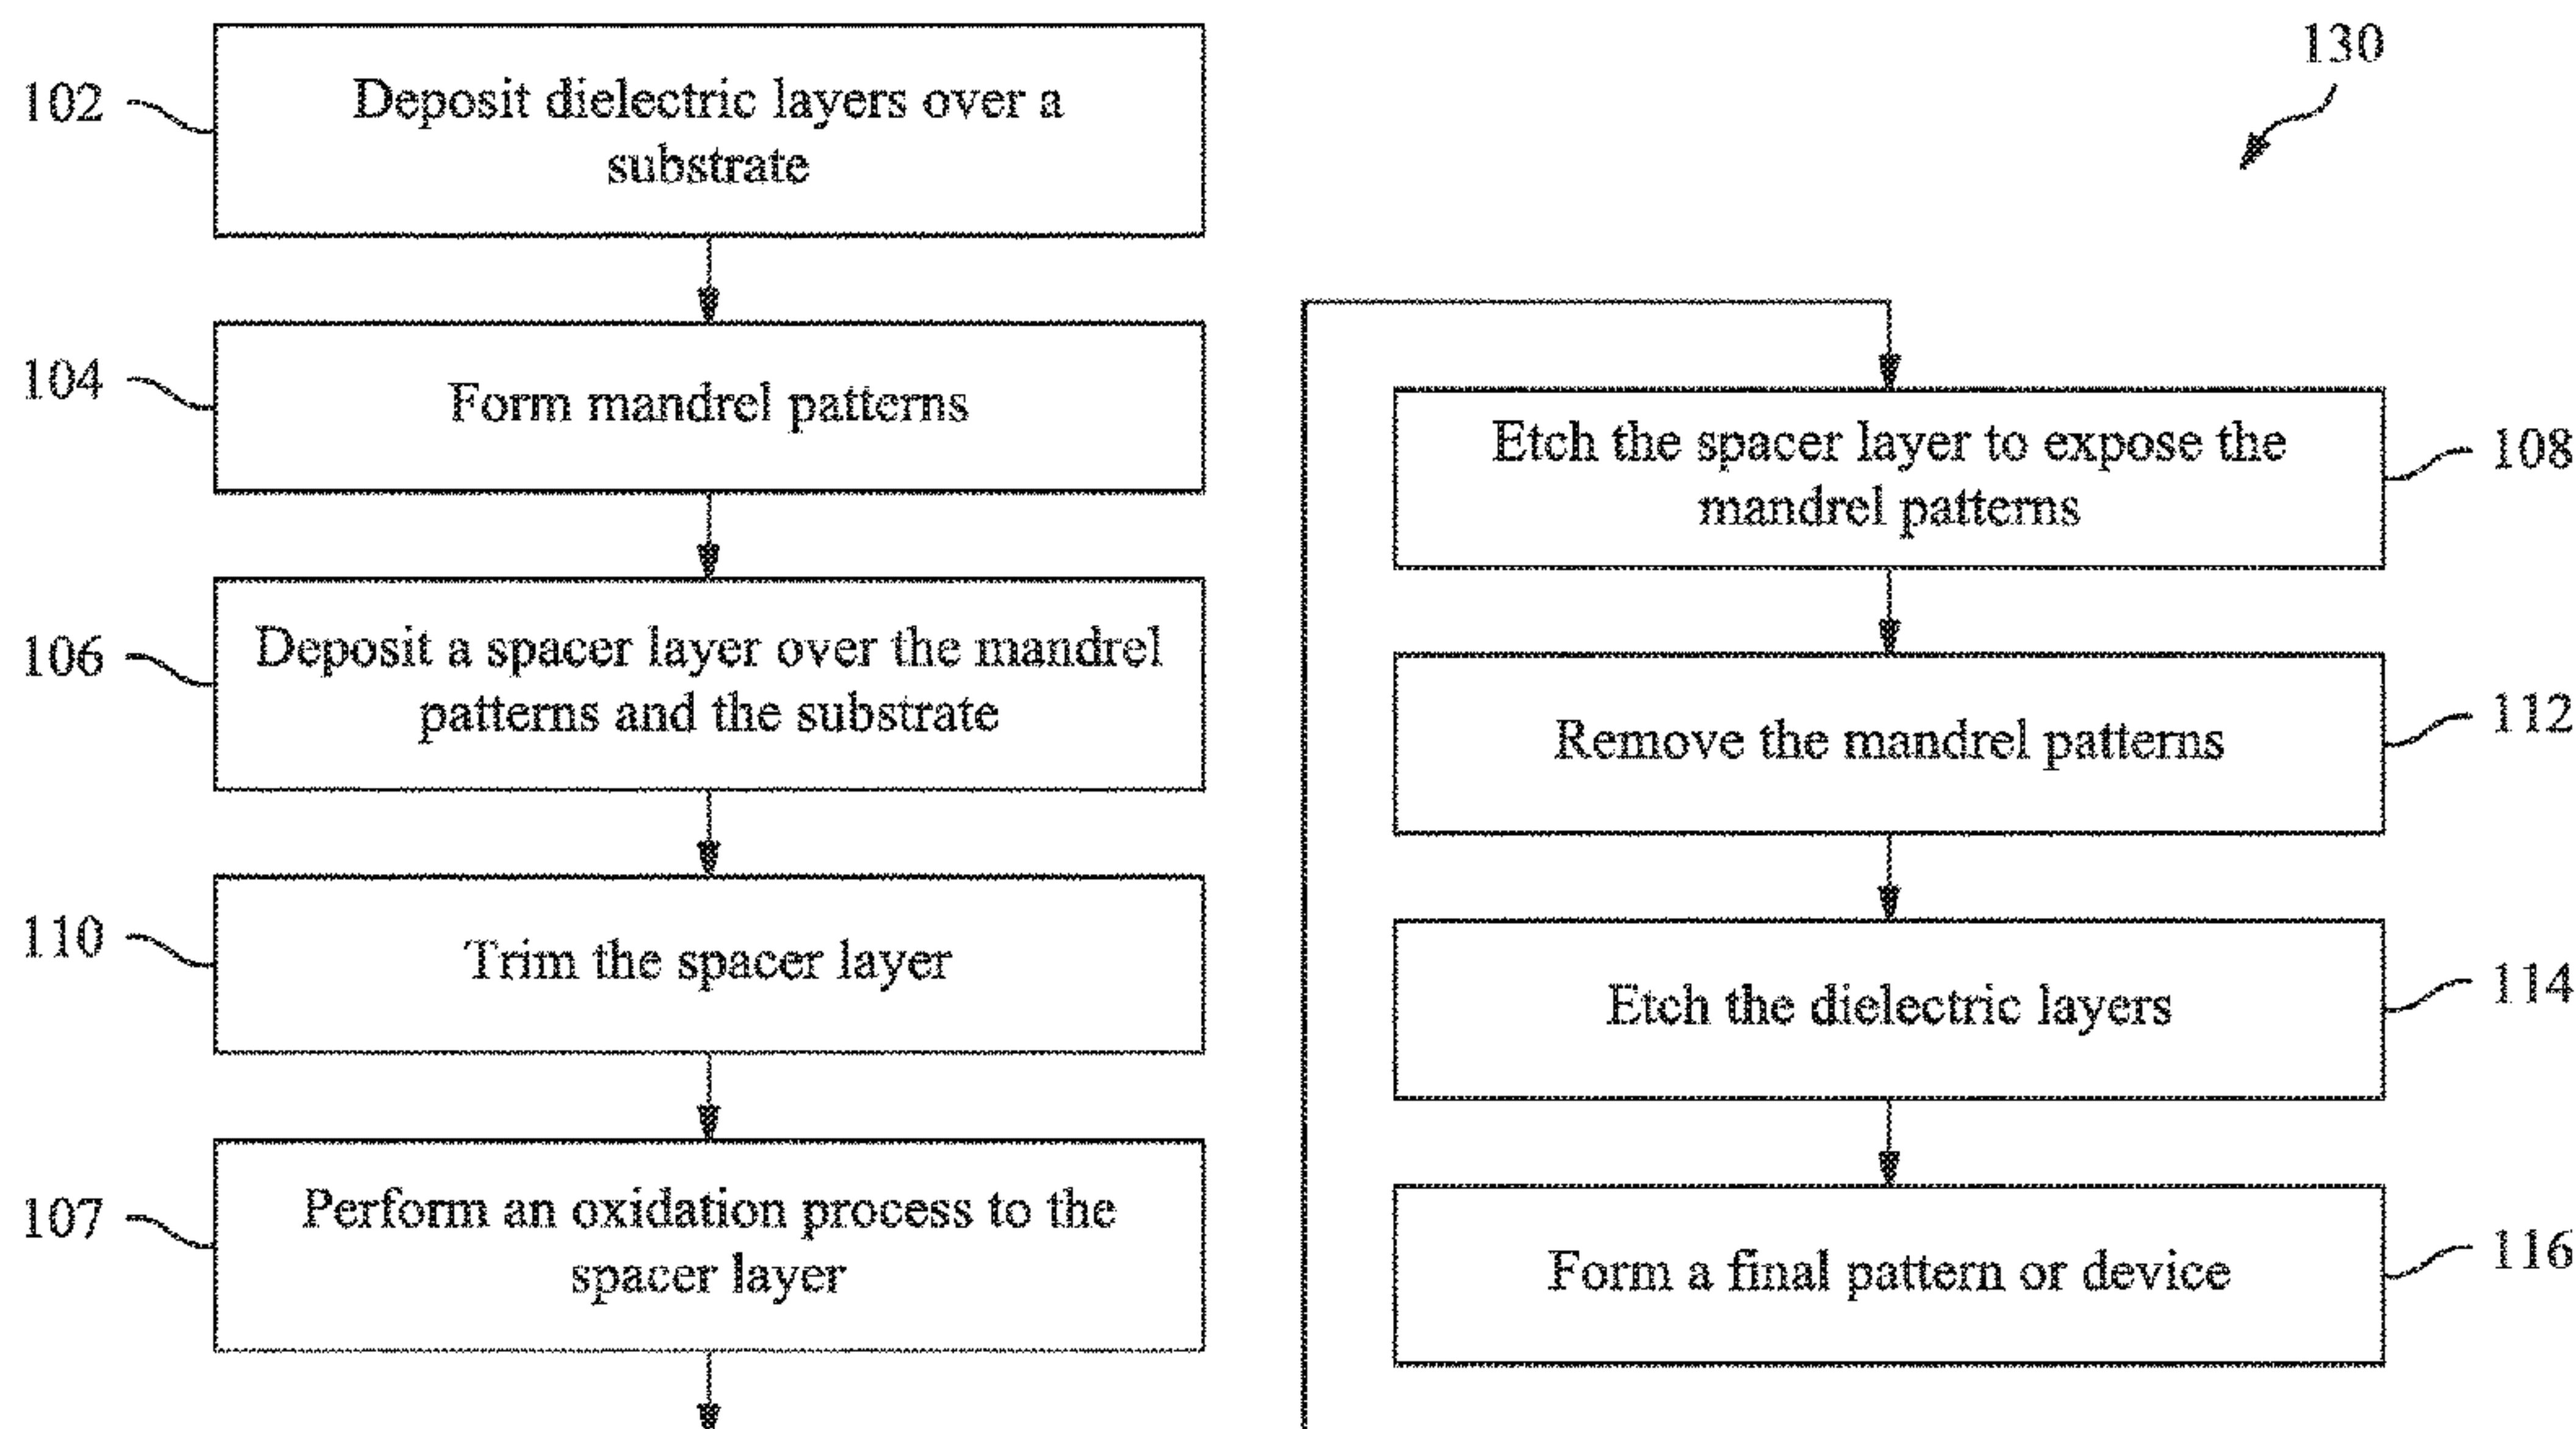 130
102
Deposit dielectric layers over a
substrate
104
Form mandrel patterns
106
Deposit a spacer layer over the mandrel
patterns and the substrate
110
Trim the spacer layer
107
Perform an oxidation process to the
spacer layer
Etch the spacer layer to expose the
mandrel patterns
108
Remove the mandrel patterns
112
Etch the dielectric layers
114
Form a final pattern or device
116